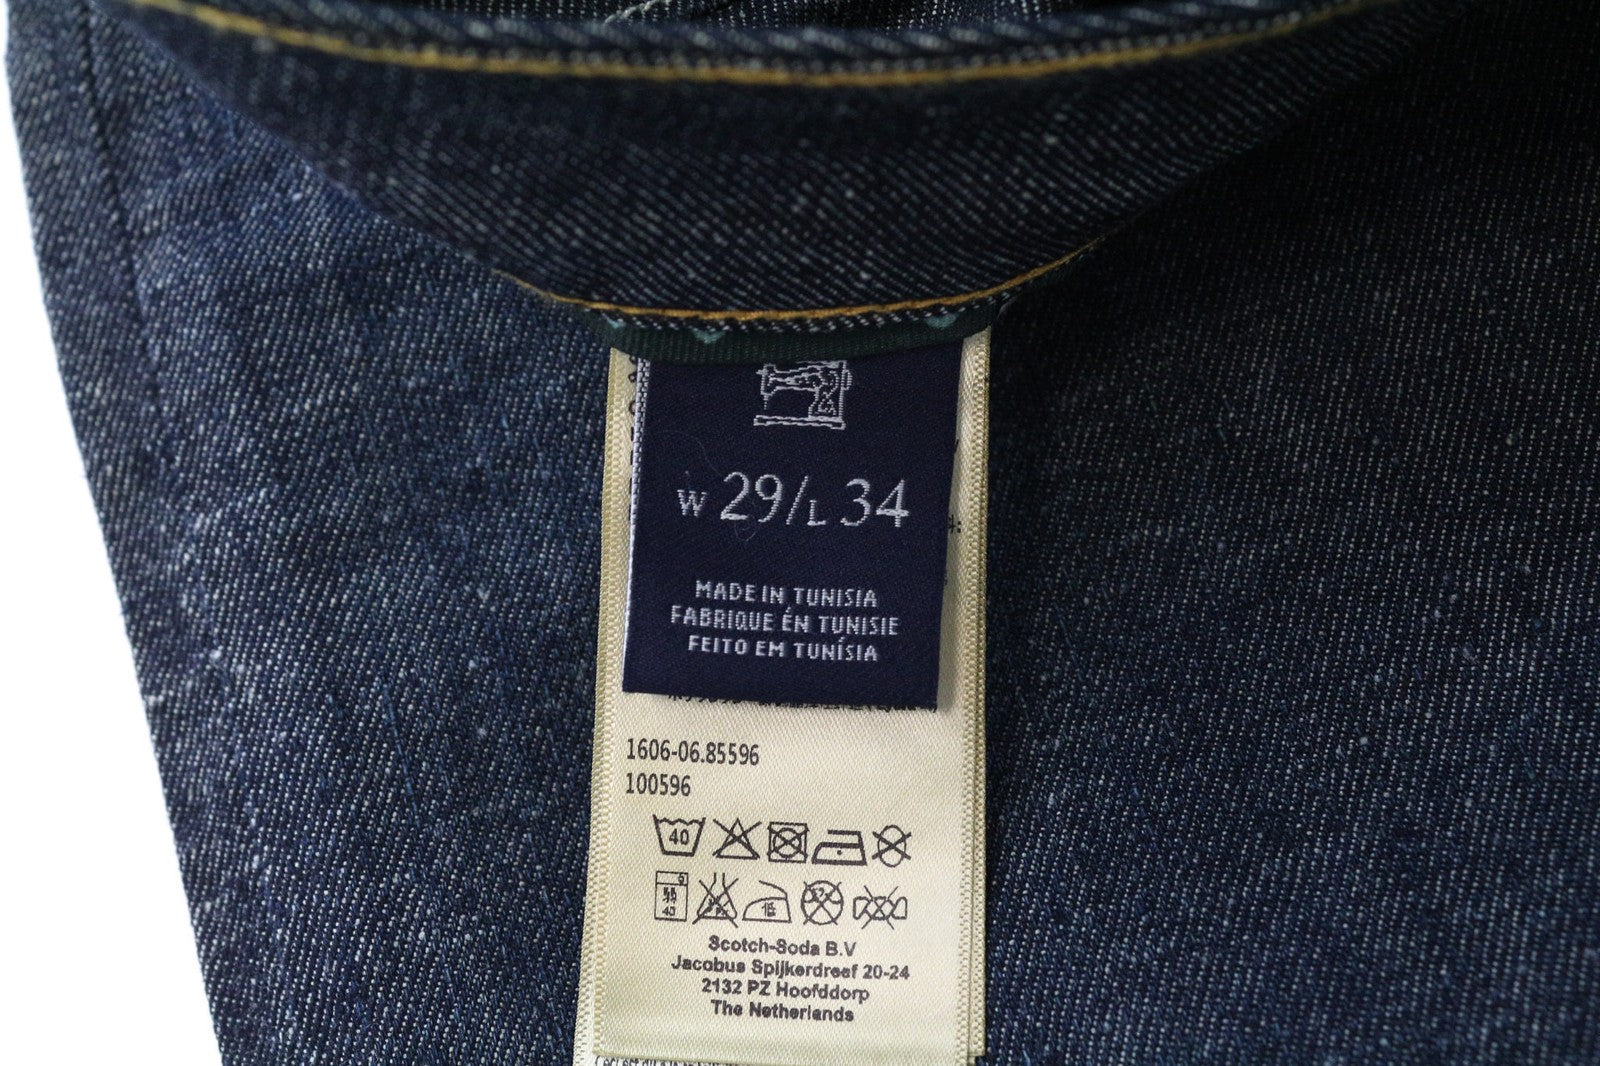 W 29/L 34
MADE IN TUNISIA
FABRIQUE ÉN TUNISIE
FEITO EM TUNÍSIA
1606-06.85596
100596
40
40
Scotch-Soda B.V
Jacobus Spijkerdreef 20-24
2132 PZ Hoofddorp
The Netherlands